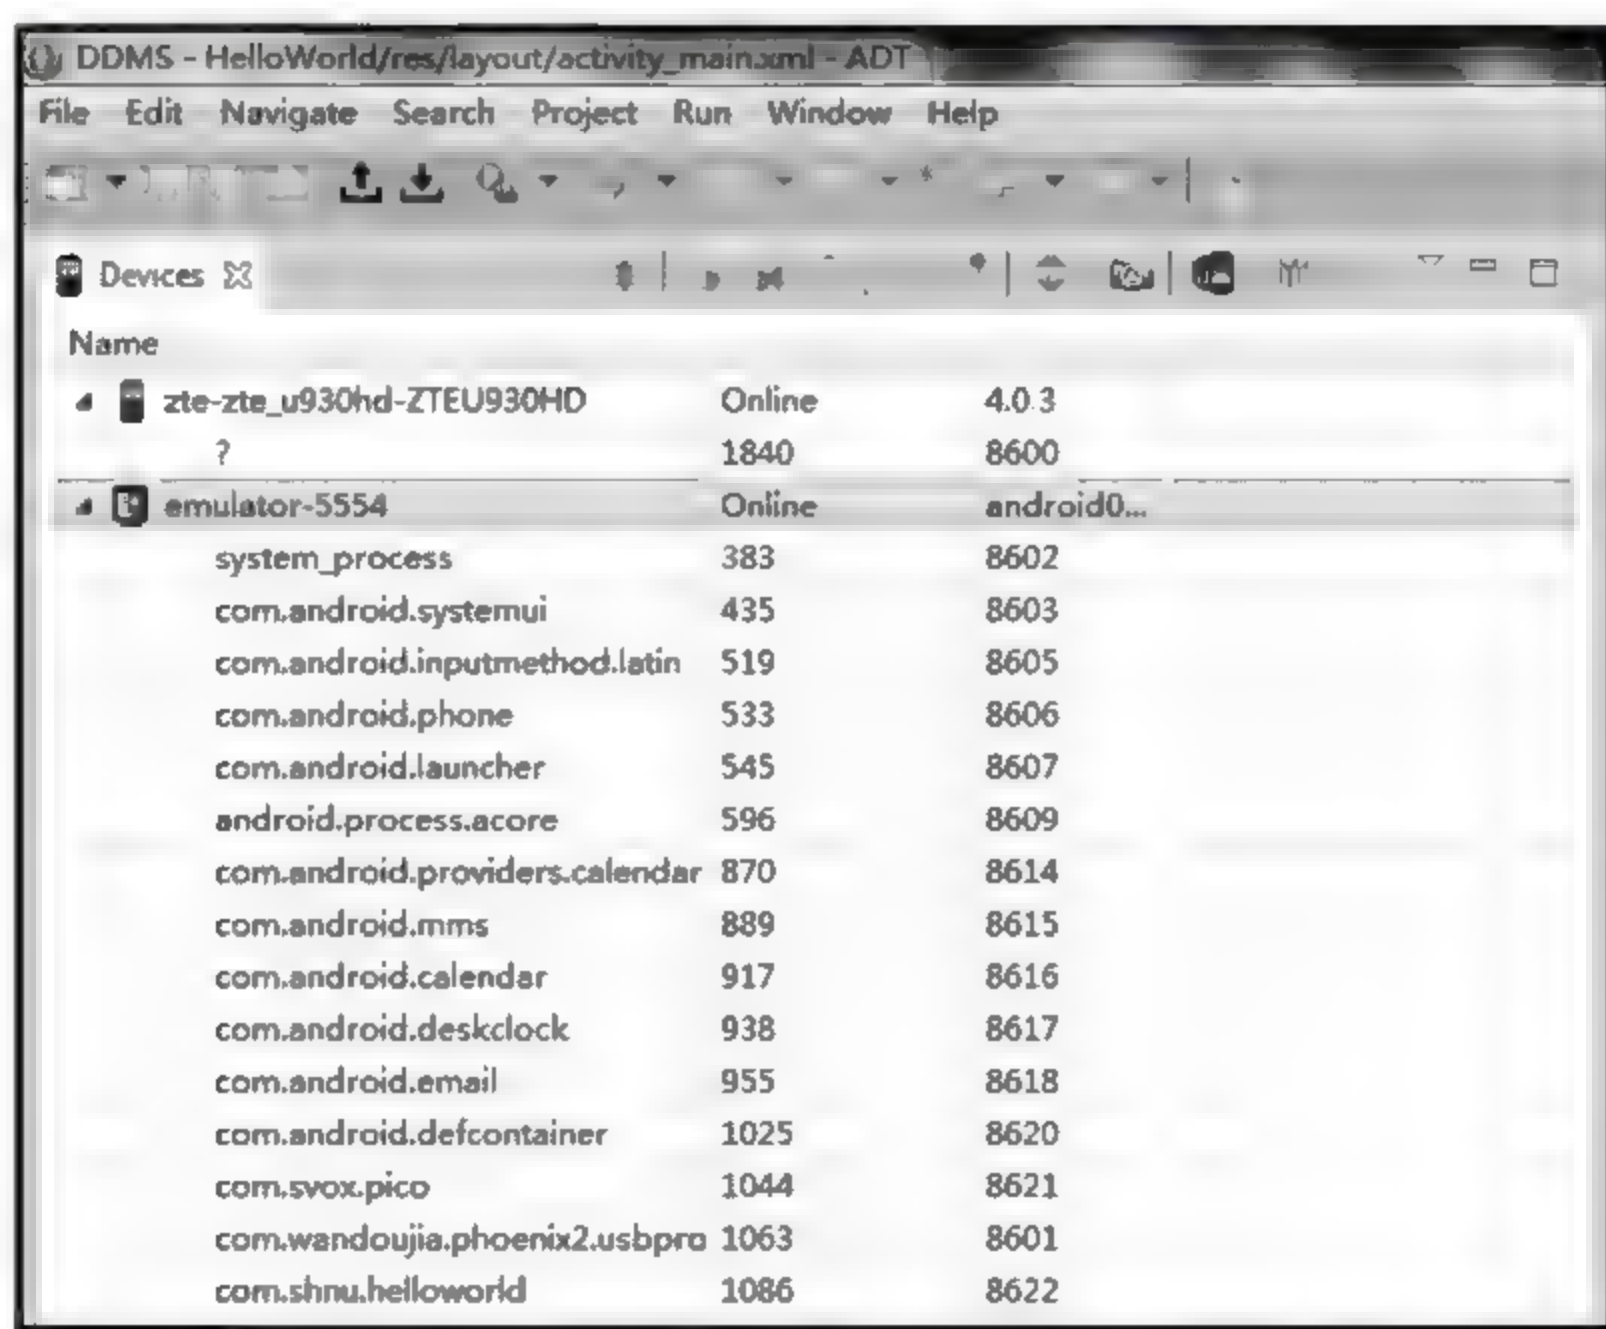 DDMS - HelloWorld/res/layout/activity_main.xml - ADT
File Edit Navigate Search Project Run Window Help
Devices
Name
zte-zte_u930hd-ZTEU930HD Online 4.0.3
? 1840 8600
emulator-5554 Online android0...
system_process 383 8602
com.android.systemui 435 8603
com.android.inputmethod.latin 519 8605
com.android.phone 533 8606
com.android.launcher 545 8607
android.process.acore 596 8609
com.android.providers.calendar 870 8614
com.android.mms 889 8615
com.android.calendar 917 8616
com.android.deskclock 938 8617
com.android.email 955 8618
com.android.defcontainer 1025 8620
com.svox.pico 1044 8621
com.wandoujia.phoenix2.usbpro 1063 8601
com.shnu.helloworld 1086 8622